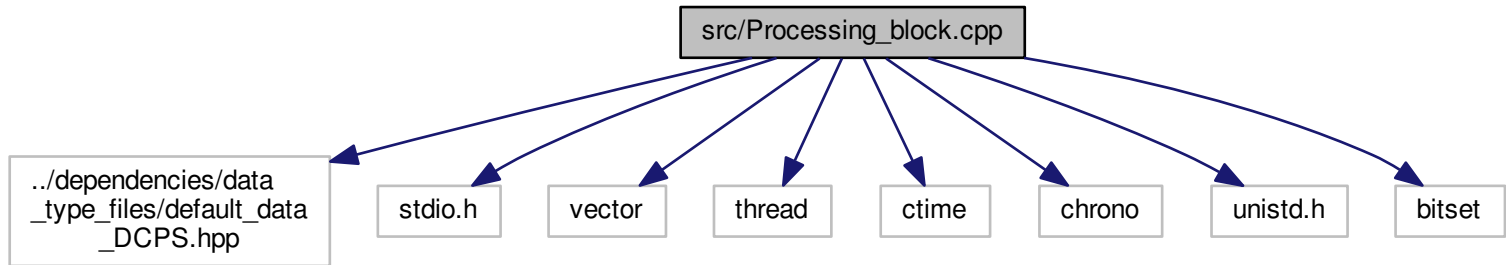 src/Processing_block.cpp
../dependencies/data
_type_files/default_data
_DCPS.hpp
stdio.h
vector
thread
ctime
chrono
unistd.h
bitset